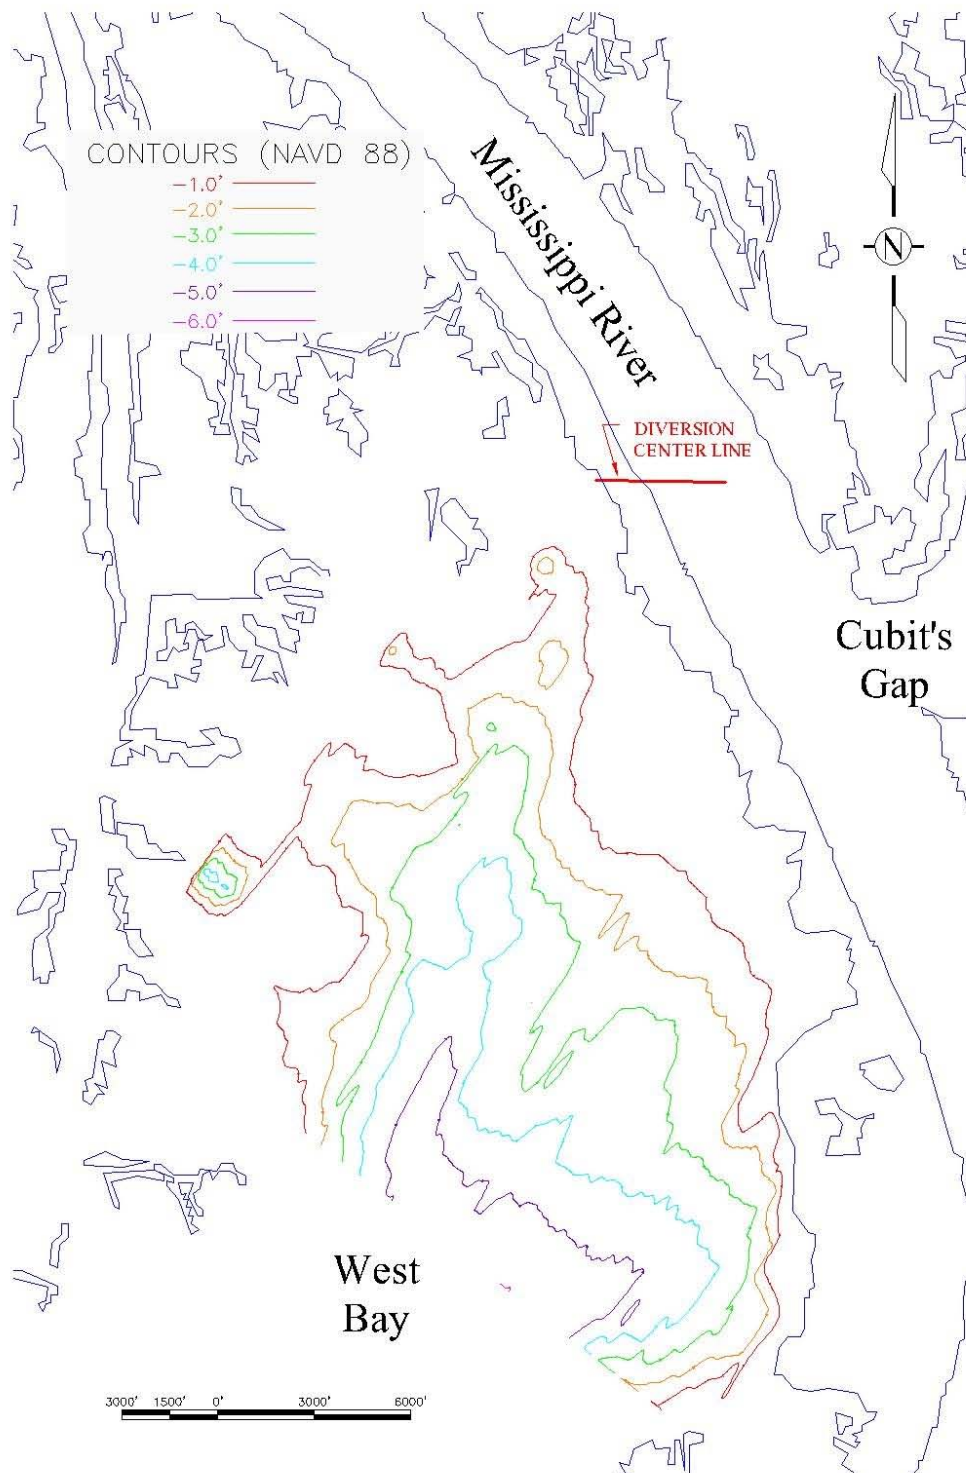 CONTOURS (NAVD 88)
-1.0'
-2.0'
-3.0'
-4.0'
-5.0'
-6.0'
Mississippi River
N
DIVERSION
CENTER LINE
Cubit's
Gap
West
Bay
3000' 1500' 0' 3000' 6000'